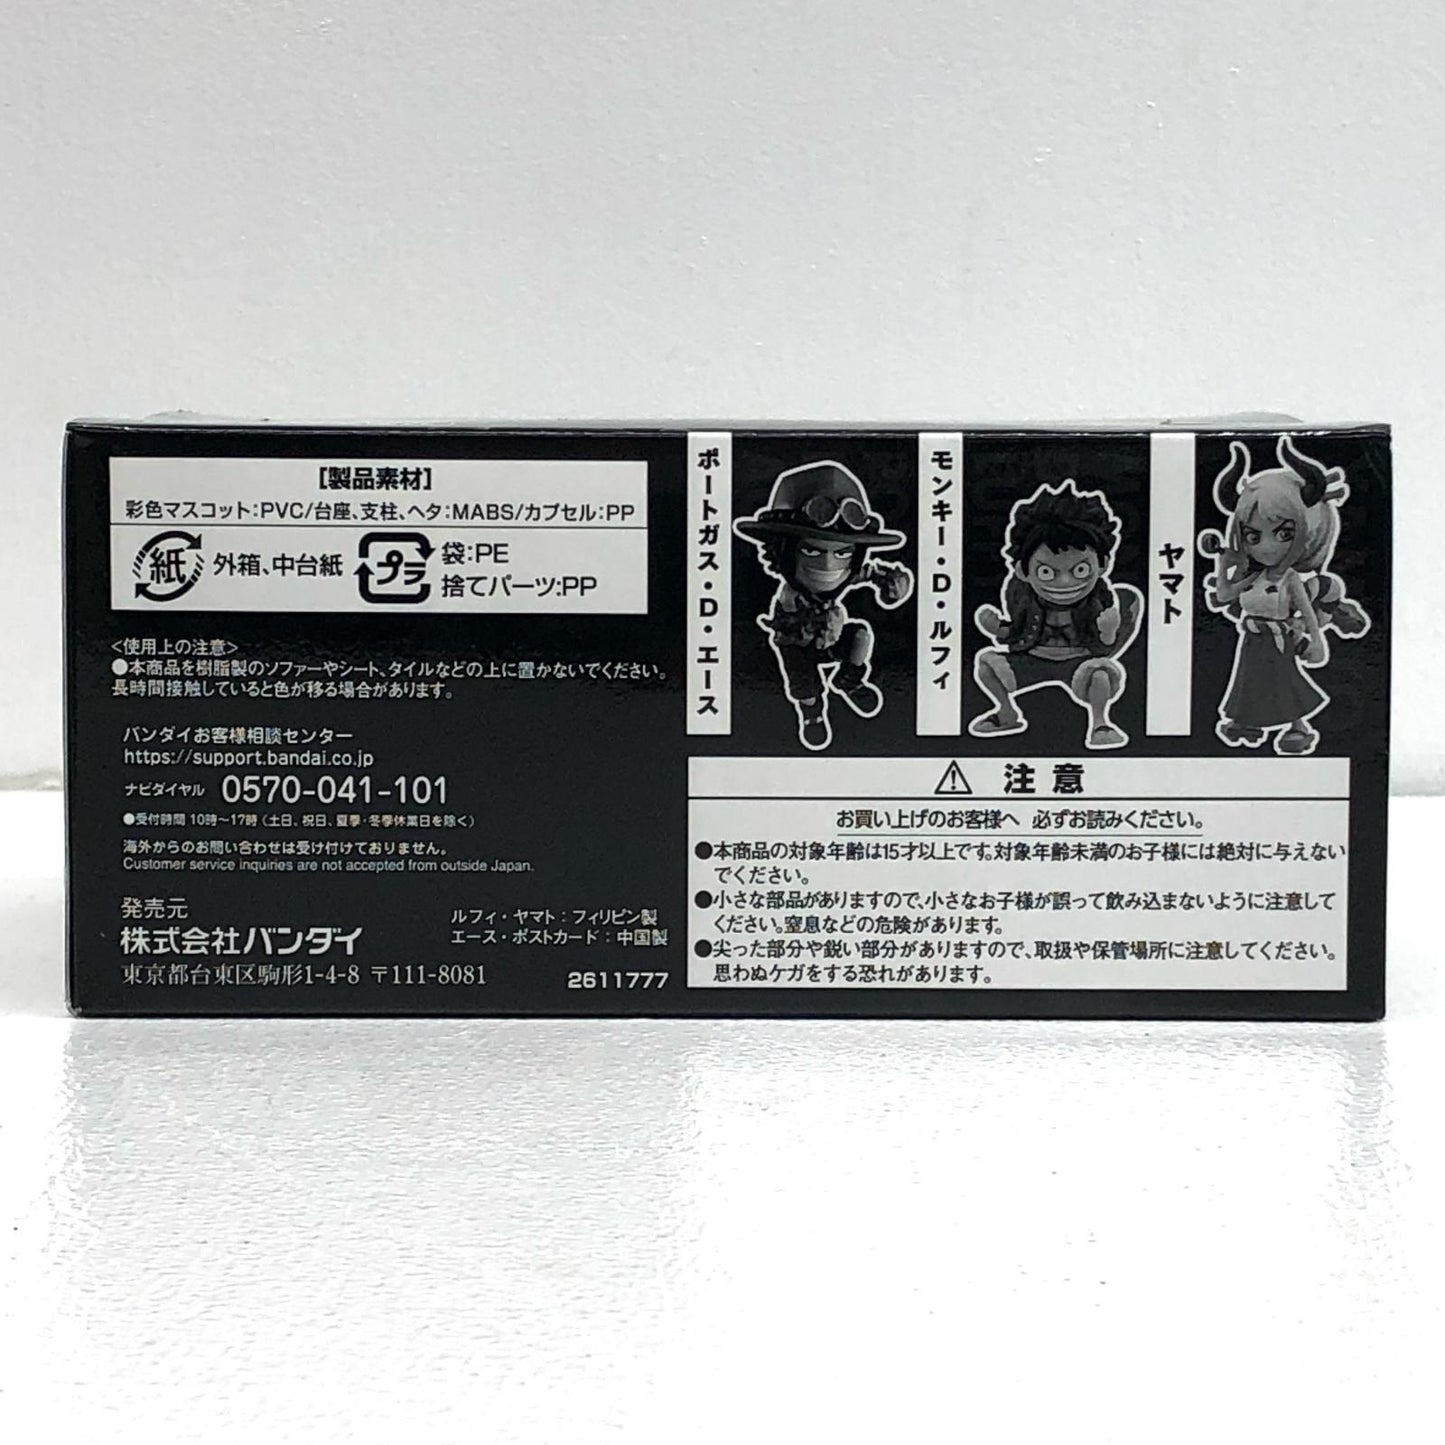 [製品素材]
彩色マスコット:PVC/台座、支柱、ヘタ:MABS/カプセル:PP
紙 外箱、中台紙
プラ 袋:PE
捨てパーツ:PP
<使用上の注意>
●本商品を樹脂製のソファーやシート、タイルなどの上に置かないでください。
長時間接触していると色が移る場合があります。
バンダイお客様相談センター
https://support.bandai.co.jp
ナビダイヤル 0570-041-101
●受付時間 10時～17時 (土日、祝日、夏季・冬季休業日を除く)
海外からのお問い合わせは受け付けておりません。
Customer service inquiries are not accepted from outside Japan.
発売元
株式会社バンダイ
東京都台東区駒形1-4-8 〒111-8081
ルフィ・ヤマト：フィリピン製
エース・ポストカード：中国製
2611777
ポートガス・D・エース
モンキー・D・ルフィ
ヤマト
⚠ 注意
お買い上げのお客様へ 必ずお読みください。
●本商品の対象年齢は15才以上です。対象年齢未満のお子様には絶対に与えない
でください。
●小さな部品がありますので、小さなお子様が誤って飲み込まないように注意して
ください。窒息などの危険があります。
●尖った部分や鋭い部分がありますので、取扱や保管場所に注意してください。
思わぬケガをする恐れがあります。